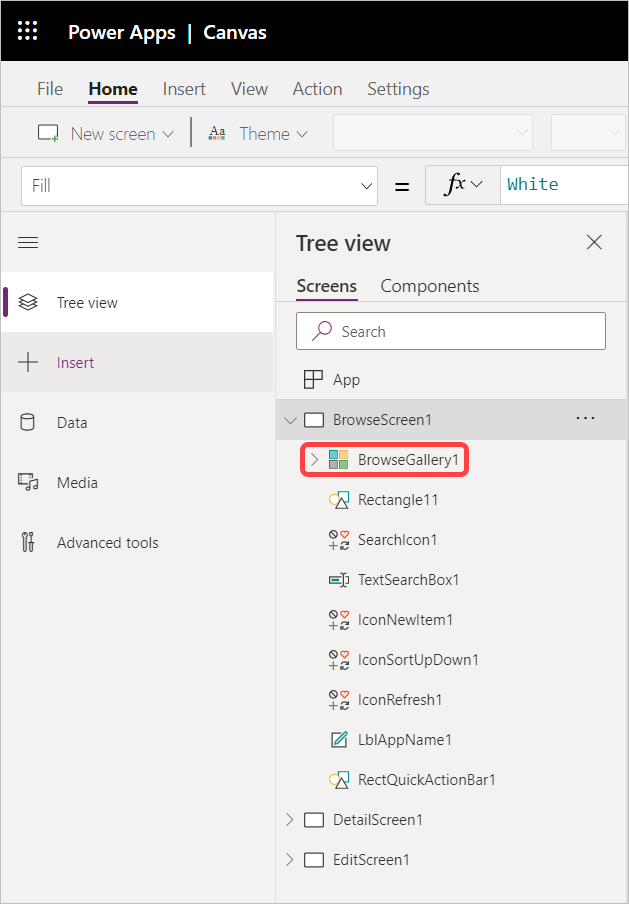 Power Apps | Canvas
File Home Insert View Action Settings
New screen Aa Theme
Fill = fx White
Tree view
Screens Components
Search
App
BrowseScreen1 ...
BrowseGallery1
Rectangle11
SearchIcon1
TextSearchBox1
IconNewItem1
IconSortUpDown1
IconRefresh1
LblAppName1
RectQuickActionBar1
DetailScreen1
EditScreen1
Tree view
Insert
Data
Media
Advanced tools